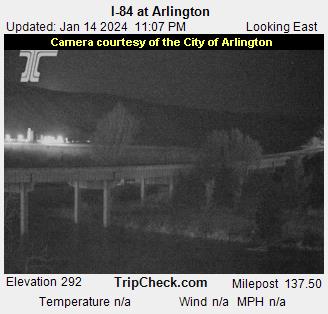 I-84 at Arlington
Updated: Jan 14 2024 11:07 PM Looking East
Camera courtesy of the City of Arlington
Elevation 292 TripCheck.com Milepost 137.50
Temperature n/a Wind n/a MPH n/a